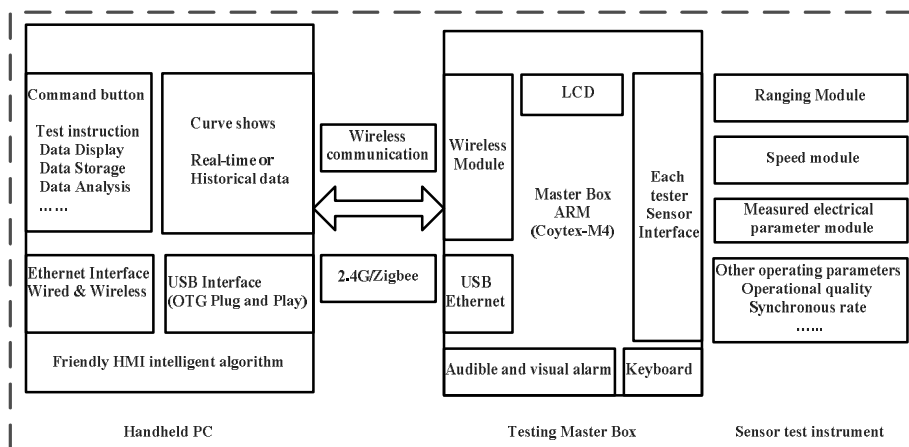 Command button
Test instruction
Data Display
Data Storage
Data Analysis
... ...
Curve shows
Real-time or
Historical data
Ethernet Interface
Wired & Wireless
USB Interface
(OTG Plug and Play)
Friendly HMI intelligent algorithm
Wireless
communication
2.4G/Zigbee
Wireless
Module
LCD
Master Box
ARM
(Coytex-M4)
Each
tester
Sensor
Interface
USB
Ethernet
Audible and visual alarm
Keyboard
Ranging Module
Speed module
Measured electrical
parameter module
Other operating parameters
Operational quality
Synchronous rate
......
Handheld PC
Testing Master Box
Sensor test instrument